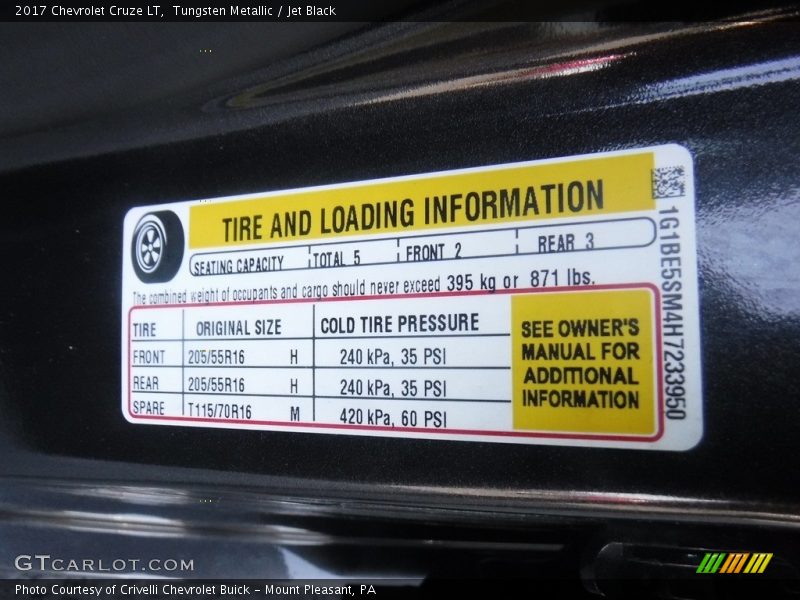 2017 Chevrolet Cruze LT,  Tungsten Metallic / Jet Black
TIRE AND LOADING INFORMATION
SEATING CAPACITY TOTAL 5 FRONT 2 REAR 3
The combined weight of occupants and cargo should never exceed 395 kg or 871 lbs.
TIRE ORIGINAL SIZE COLD TIRE PRESSURE
FRONT 205/55R16 H 240 kPa, 35 PSI
REAR 205/55R16 H 240 kPa, 35 PSI
SPARE T115/70R16 M 420 kPa, 60 PSI
SEE OWNER'S
MANUAL FOR
ADDITIONAL
INFORMATION
1G1BE5SM4H7233950
GTCARLOT.COM
Photo Courtesy of Crivelli Chevrolet Buick – Mount Pleasant, PA